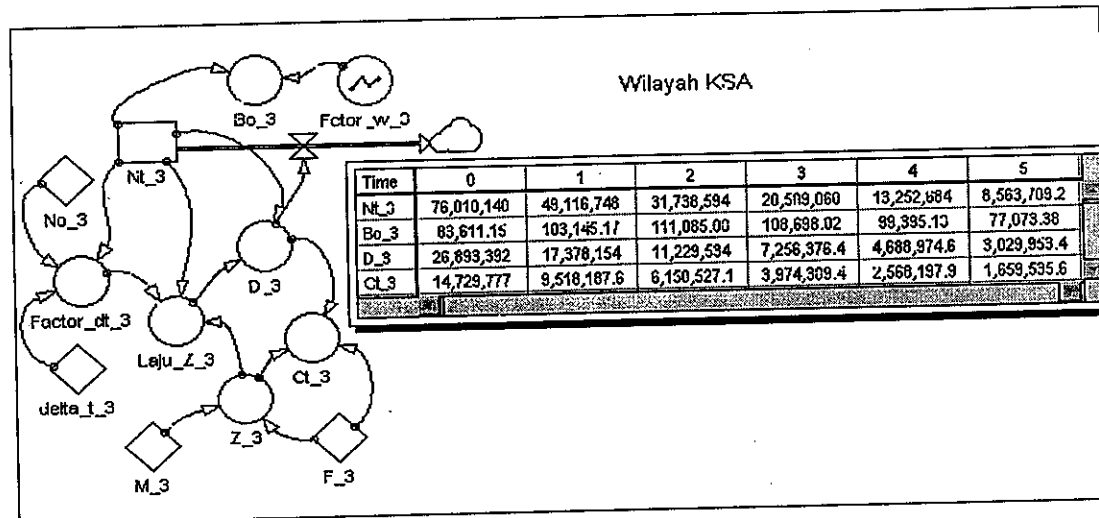 Wilayah KSA
Bo_3
Fctor_w_3
Nt_3
No_3
D_3
Factor_dt_3
Laju_Z_3
Ct_3
delta_t_3
Z_3
M_3
F_3
Time 0 1 2 3 4 5
Nt_3 76,010,140 49,116,748 31,738,594 20,509,060 13,252,684 8,563,709.2
Bo_3 83,611.15 103,145.17 111,085.08 108,698.02 99,395.13 77,073.38
D_3 26,893,392 17,378,154 11,229,534 7,256,376.4 4,688,974.6 3,029,953.4
Ct_3 14,729,777 9,518,187.6 6,150,527.1 3,974,309.4 2,568,197.9 1,659,535.6